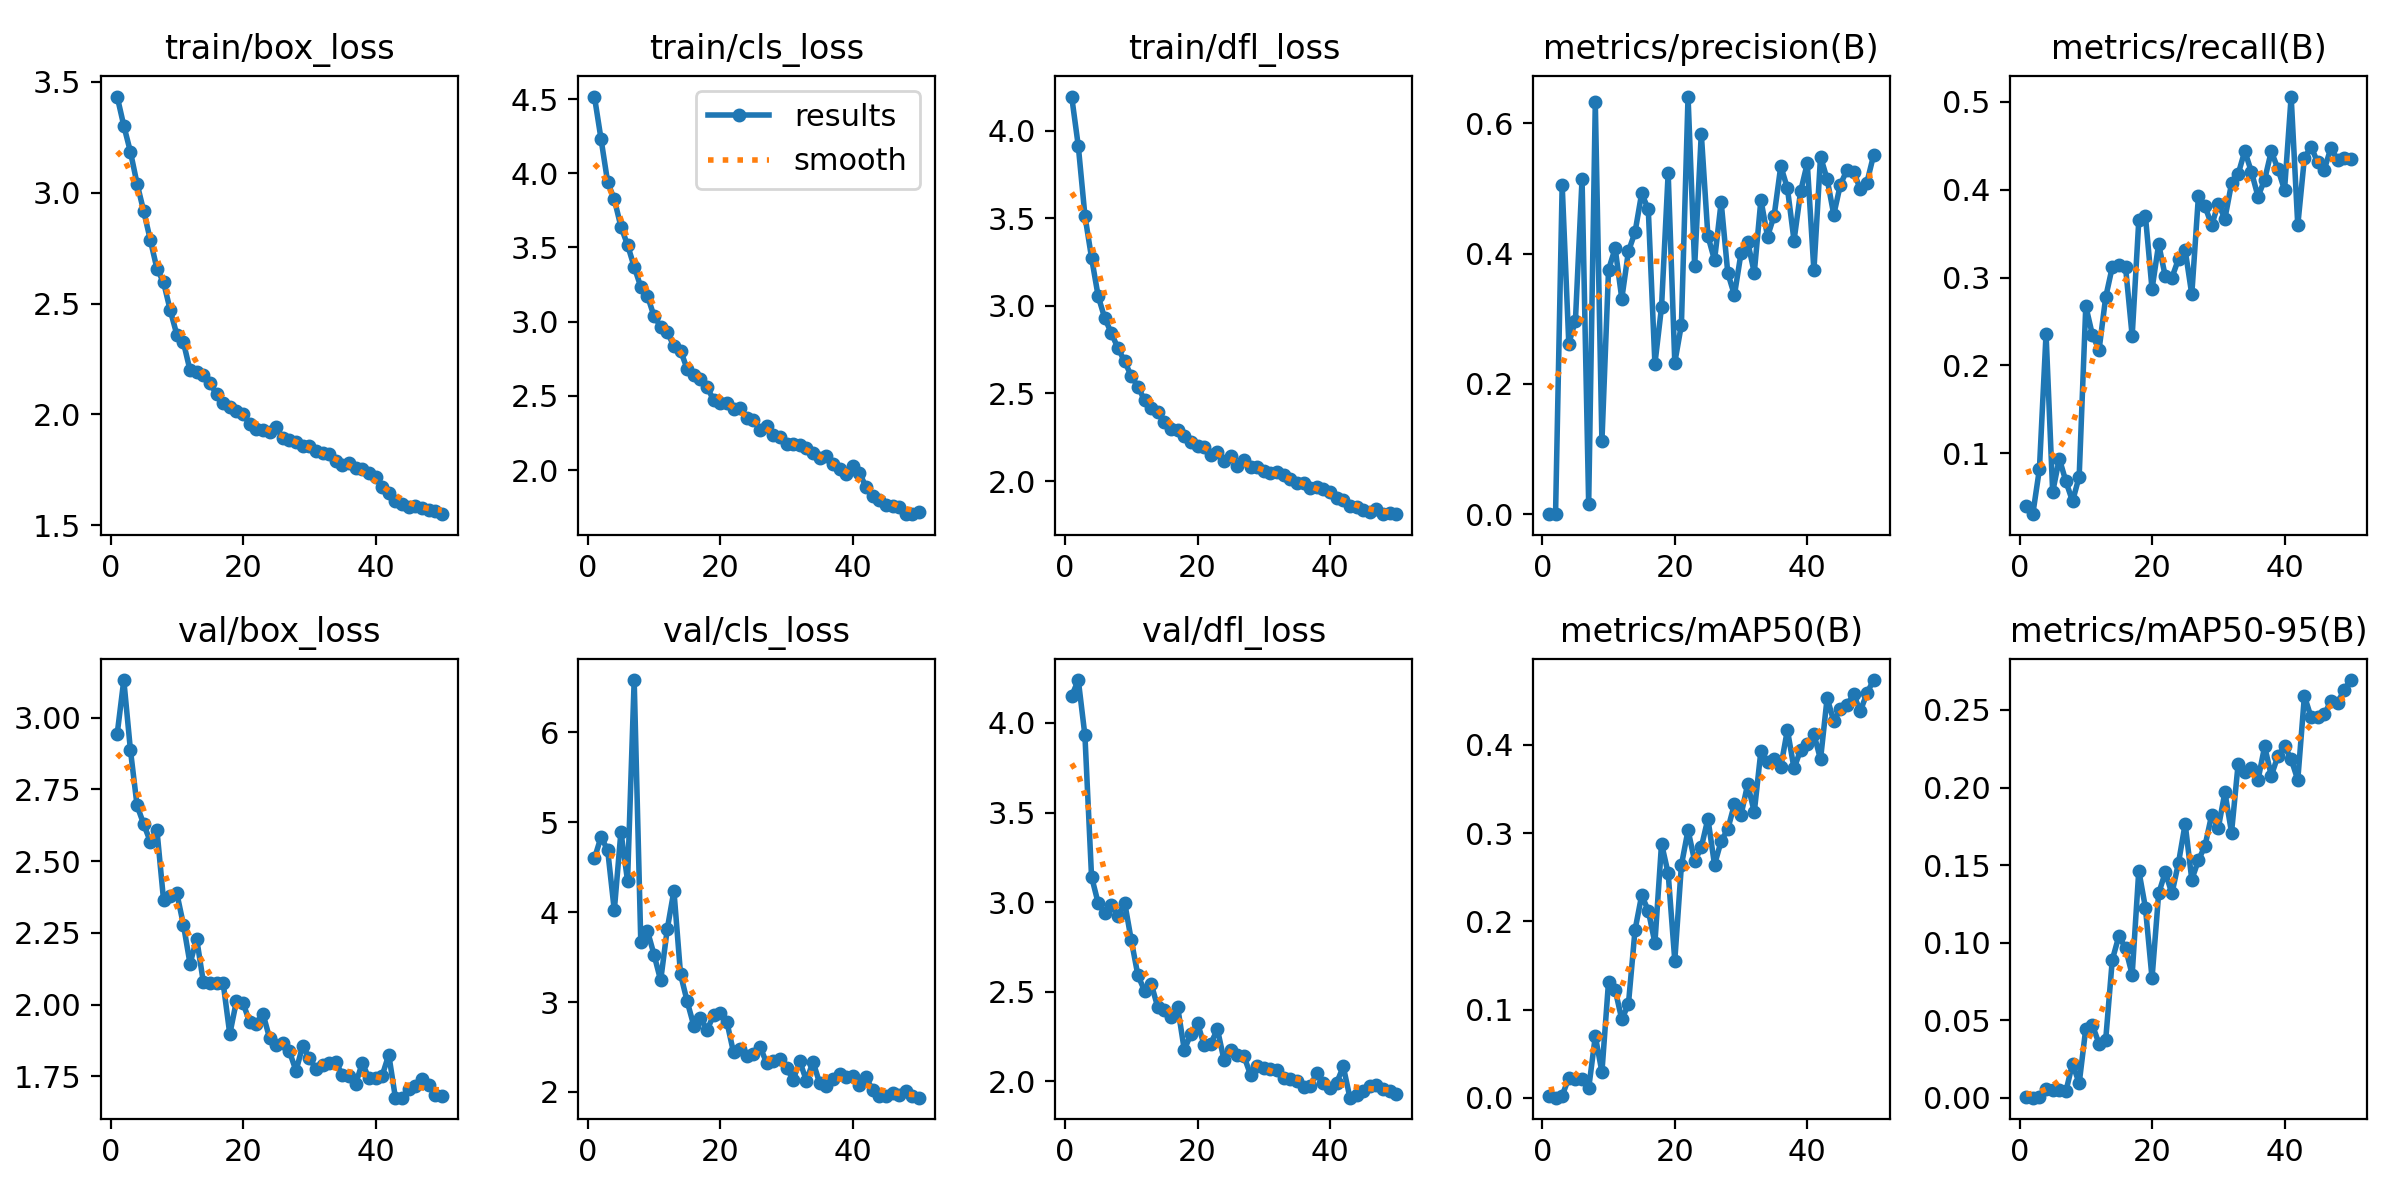 train/box_loss
3.5
3.0
2.5
2.0
1.5
0 20 40
train/cls_loss
results
smooth
4.5
4.0
3.5
3.0
2.5
2.0
0 20 40
train/dfl_loss
4.0
3.5
3.0
2.5
2.0
0 20 40
metrics/precision(B)
0.6
0.4
0.2
0.0
0 20 40
metrics/recall(B)
0.5
0.4
0.3
0.2
0.1
0 20 40
val/box_loss
3.00
2.75
2.50
2.25
2.00
1.75
0 20 40
val/cls_loss
6
5
4
3
2
0 20 40
val/dfl_loss
4.0
3.5
3.0
2.5
2.0
0 20 40
metrics/mAP50(B)
0.4
0.3
0.2
0.1
0.0
0 20 40
metrics/mAP50-95(B)
0.25
0.20
0.15
0.10
0.05
0.00
0 20 40